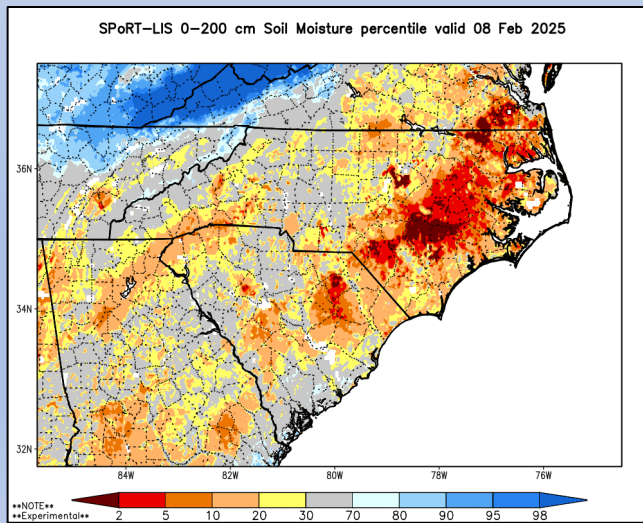 SPoRT-LIS 0-200 cm Soil Moisture percentile valid 08 Feb 2025
36N
34N
32N
84W
82W
80W
78W
76W
**NOTE**
**Experimental**
2 5 10 20 30 70 80 90 95 98